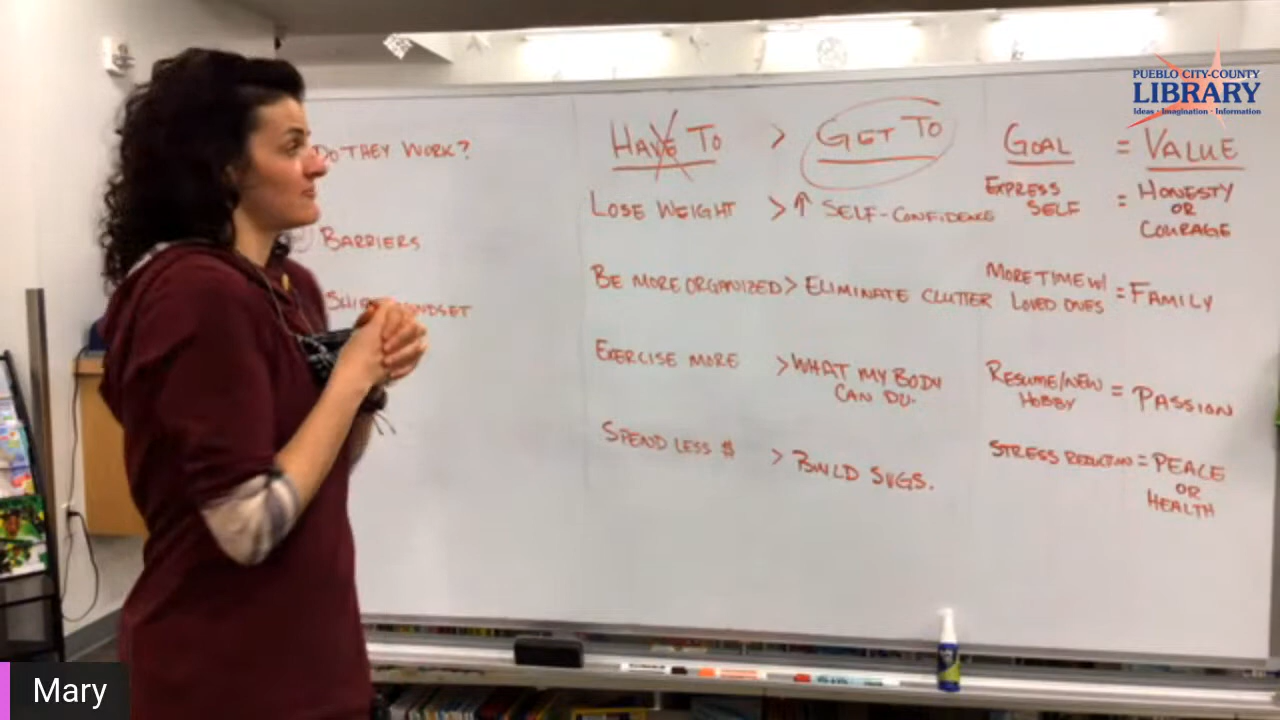 PUEBLO CITY-COUNTY
LIBRARY
Ideas · Imagination · Information
DO THEY WORK?
BARRIERS
HAVE TO > GET TO
LOSE WEIGHT > ↑ SELF-CONFIDENCE
BE MORE ORGANIZED > ELIMINATE CLUTTER
EXERCISE MORE > WHAT MY BODY
CAN DO.
SPEND LESS $ > BUILD SVGS.
GOAL = VALUE
EXPRESS
SELF
= HONESTY
OR
COURAGE
MORE TIME W/
LOVED ONES
= FAMILY
RESUME/NEW
HOBBY
= PASSION
STRESS REDUCTION = PEACE
OR
HEALTH
Mary